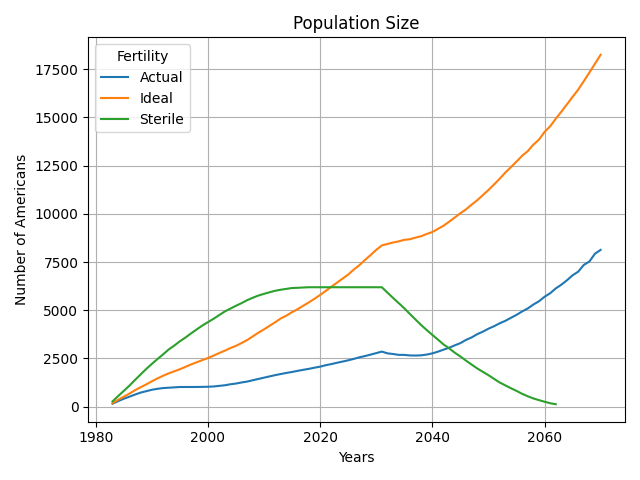 Population Size
Fertility
Actual
Ideal
Sterile
Number of Americans
17500
15000
12500
10000
7500
5000
2500
0
1980
2000
2020
2040
2060
Years